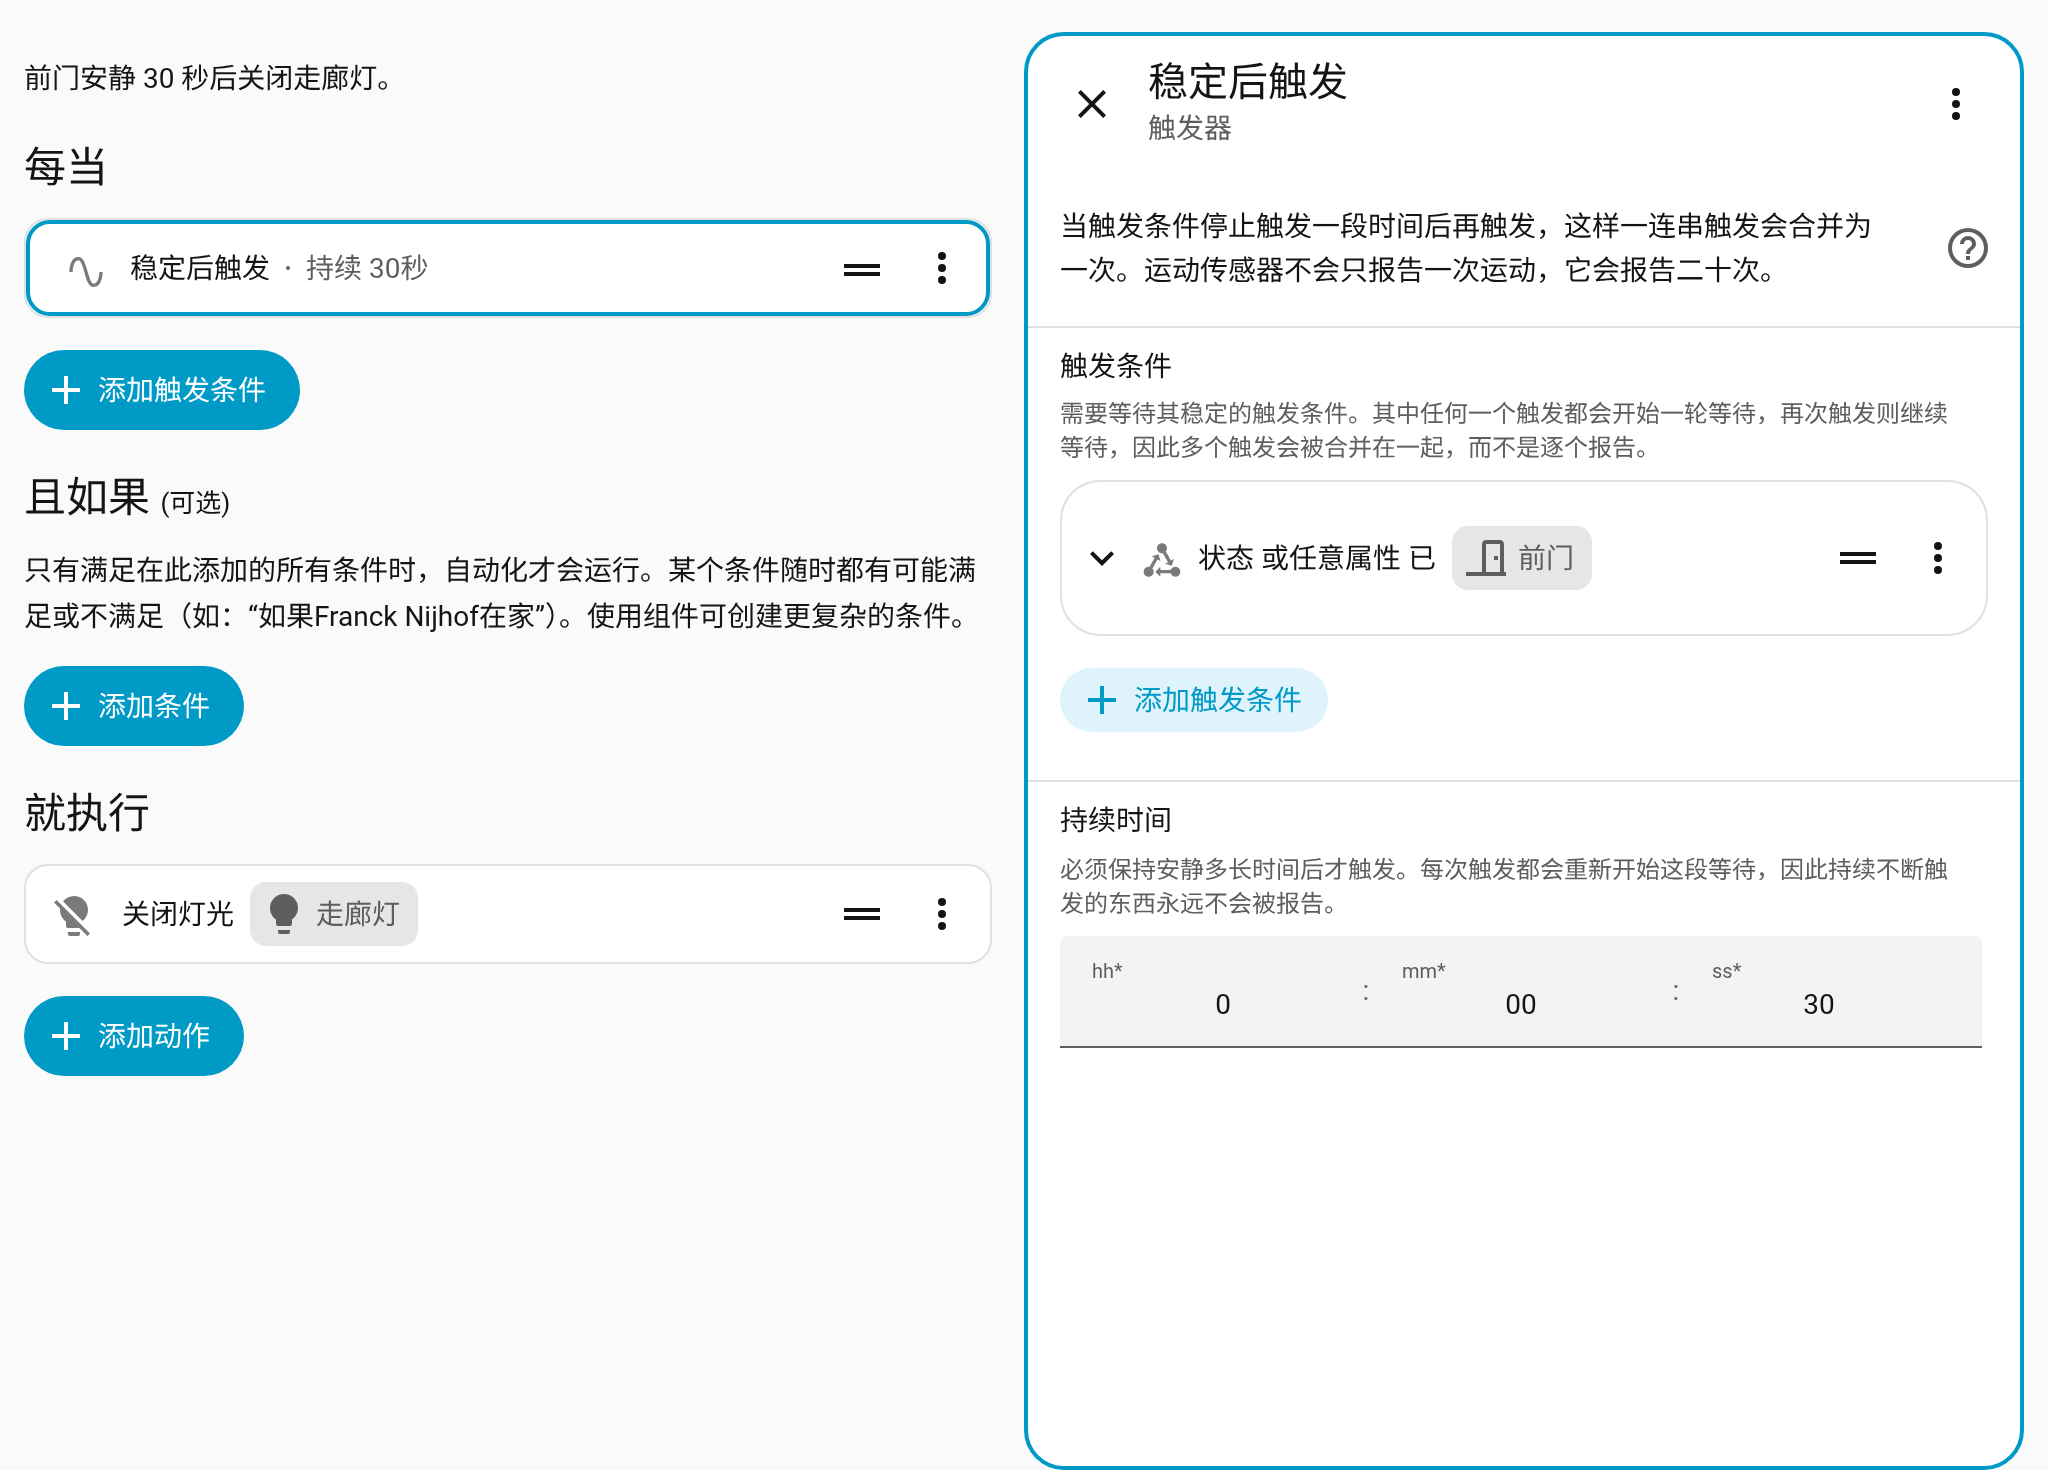 前门安静 30 秒后关闭走廊灯。
每当
稳定后触发 · 持续 30秒
添加触发条件
且如果 (可选)
只有满足在此添加的所有条件时，自动化才会运行。某个条件随时都有可能满
足或不满足（如：“如果Franck Nijhof在家”）。使用组件可创建更复杂的条件。
添加条件
就执行
关闭灯光 走廊灯
添加动作
稳定后触发
触发器
当触发条件停止触发一段时间后再触发，这样一连串触发会合并为
一次。运动传感器不会只报告一次运动，它会报告二十次。
触发条件
需要等待其稳定的触发条件。其中任何一个触发都会开始一轮等待，再次触发则继续
等待，因此多个触发会被合并在一起，而不是逐个报告。
状态 或任意属性 已 前门
添加触发条件
持续时间
必须保持安静多长时间后才触发。每次触发都会重新开始这段等待，因此持续不断触
发的东西永远不会被报告。
hh* mm* ss*
0 : 00 : 30